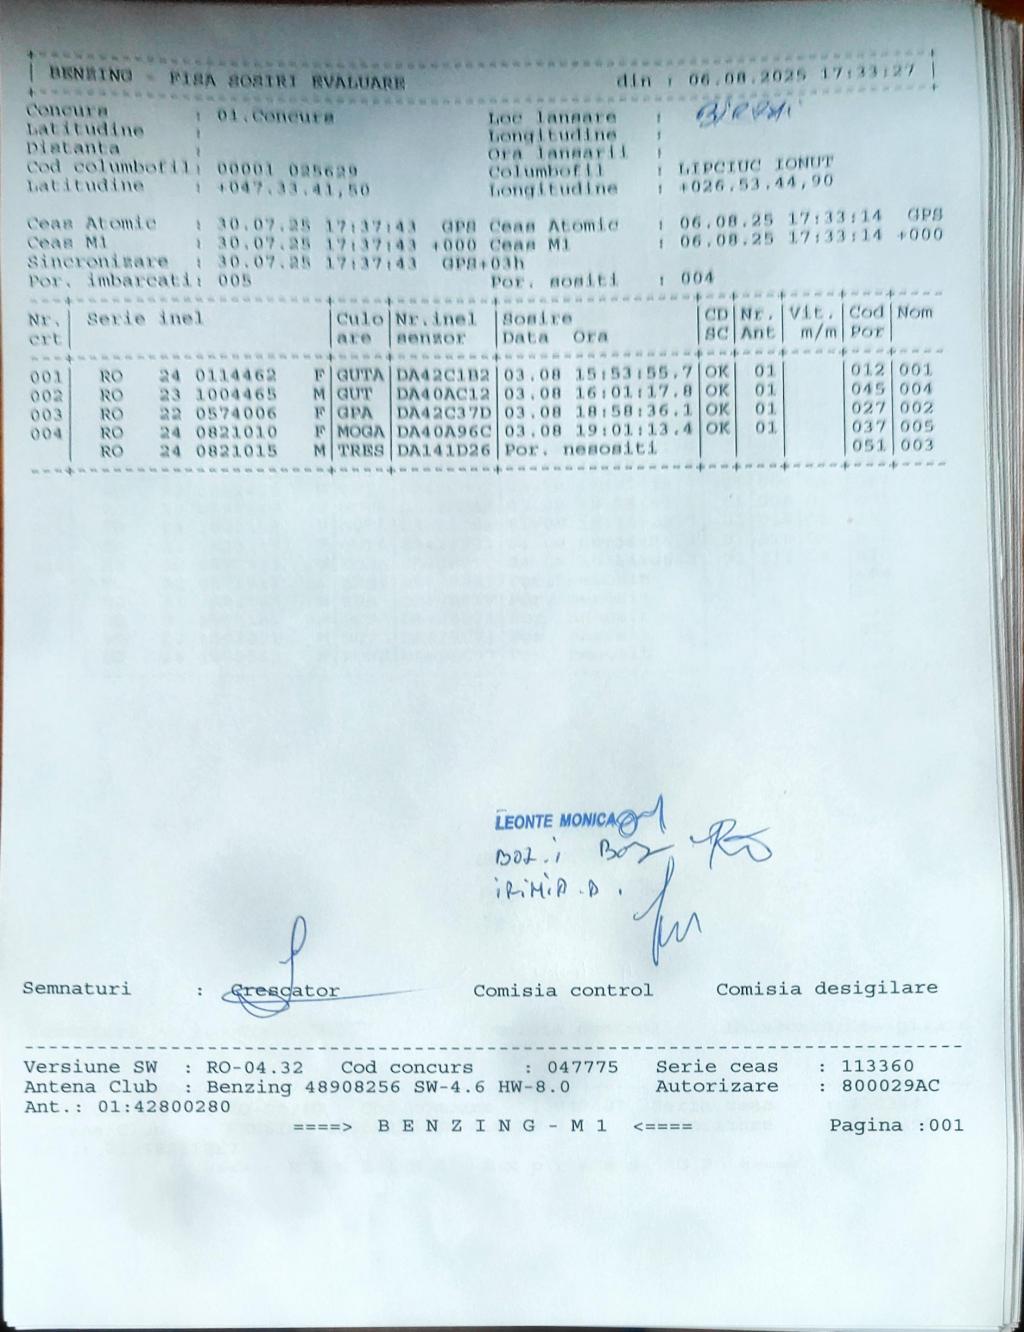 BENZING - FISA SOSIRI EVALUARE din : 06.08.2025 17:33:27
Concurs : 01.Concurs Loc lansare :
Latitudine : Longitudine :
Distanta : Ora lansarii :
Cod columbofil: 00001 025629 Columbofil : LIPCIUC IONUT
Latitudine : +047.33.41,50 Longitudine : +026.53.44,90
Ceas Atomic : 30.07.25 17:37:43 GPS Ceas Atomic : 06.08.25 17:33:14 GPS
Ceas M1 : 30.07.25 17:37:43 +000 Ceas M1 : 06.08.25 17:33:14 +000
Sincronizare : 30.07.25 17:37:43 GPS+03h
Por. imbarcati: 005 Por. sositi : 004
Nr. Serie inel Culo Nr.inel Sosire CD Nr. Vit. Cod Nom
crt are sensor Data Ora SC Ant m/m Por
001 RO 24 0114462 F GUTA DA42C1B2 03.08 15:53:55.7 OK 01 012 001
002 RO 23 1004465 M GUT DA40AC12 03.08 16:01:17.8 OK 01 045 004
003 RO 22 0574006 F GPA DA42C37D 03.08 18:58:36.1 OK 01 027 002
004 RO 24 0821010 F MOGA DA40A96C 03.08 19:01:13.4 OK 01 037 005
RO 24 0821015 M TRES DA141D26 Por. nesositi 051 003
LEONTE MONICA
IRIMIA .D.
Semnaturi : Crescator Comisia control Comisia desigilare
Versiune SW : RO-04.32 Cod concurs : 047775 Serie ceas : 113360
Antena Club : Benzing 48908256 SW-4.6 HW-8.0 Autorizare : 800029AC
Ant.: 01:42800280
====> B E N Z I N G - M 1 <==== Pagina :001